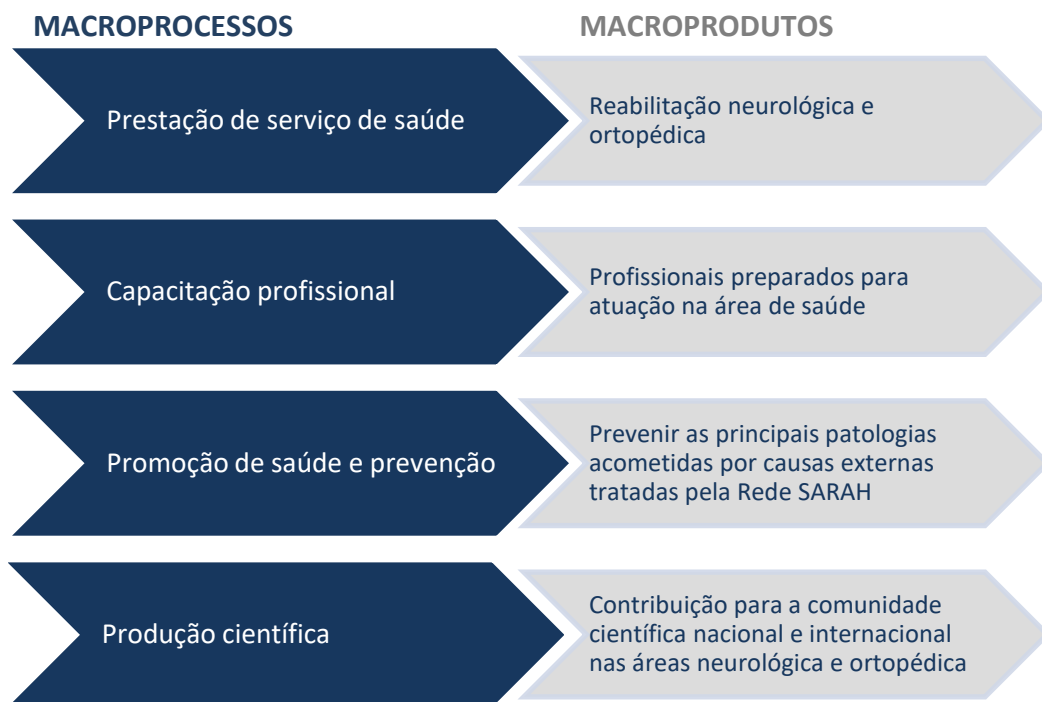 MACROPROCESSOS
MACROPRODUTOS
Prestação de serviço de saúde
Reabilitação neurológica e
ortopédica
Capacitação profissional
Profissionais preparados para
atuação na área de saúde
Promoção de saúde e prevenção
Prevenir as principais patologias
acometidas por causas externas
tratadas pela Rede SARAH
Produção científica
Contribuição para a comunidade
científica nacional e internacional
nas áreas neurológica e ortopédica